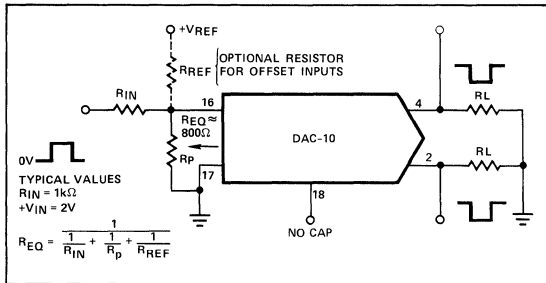 +VREF
RREF
OPTIONAL RESISTOR
FOR OFFSET INPUTS
RIN
16
REQ ≈
800Ω
RP
17
DAC-10
4
RL
2
RL
18
NO CAP
0V
TYPICAL VALUES
RIN = 1kΩ
+VIN = 2V
REQ = 1 / (1/RIN + 1/Rp + 1/RREF)